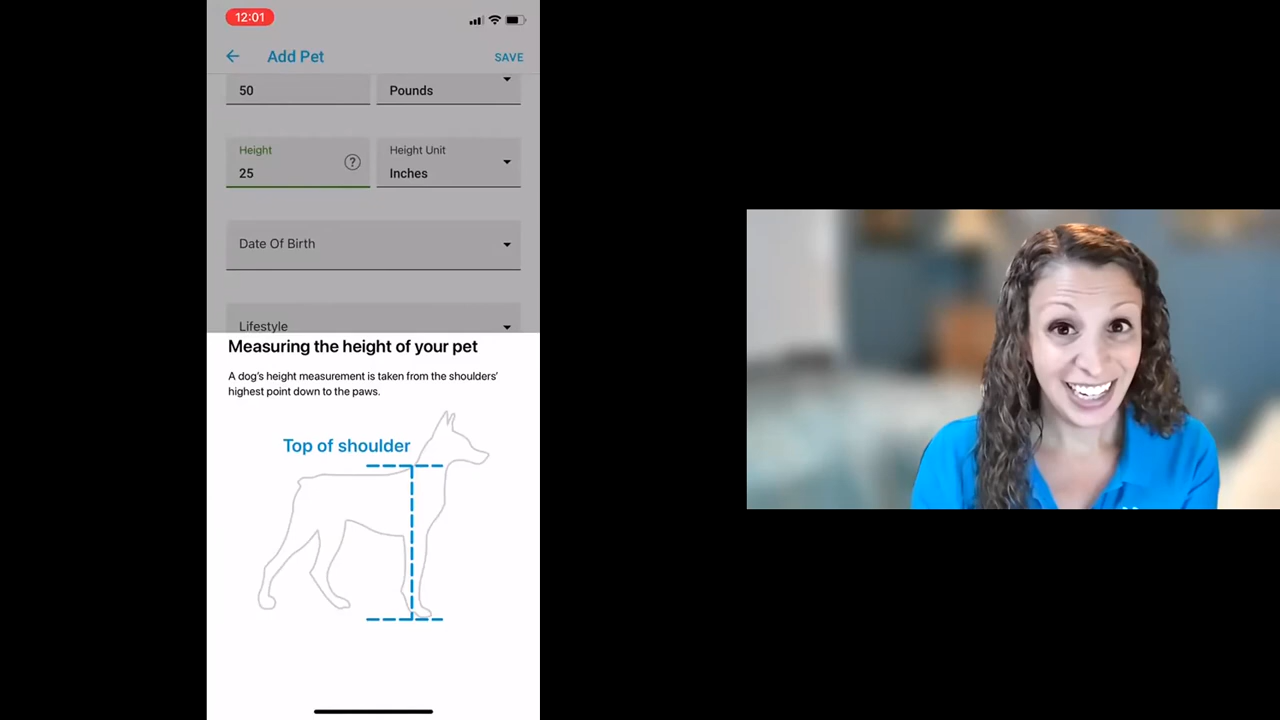 12:01
Add Pet
SAVE
50
Pounds
Height
Height Unit
25
?
Inches
Date Of Birth
Lifestyle
Measuring the height of your pet
A dog's height measurement is taken from the shoulders'
highest point down to the paws.
Top of shoulder